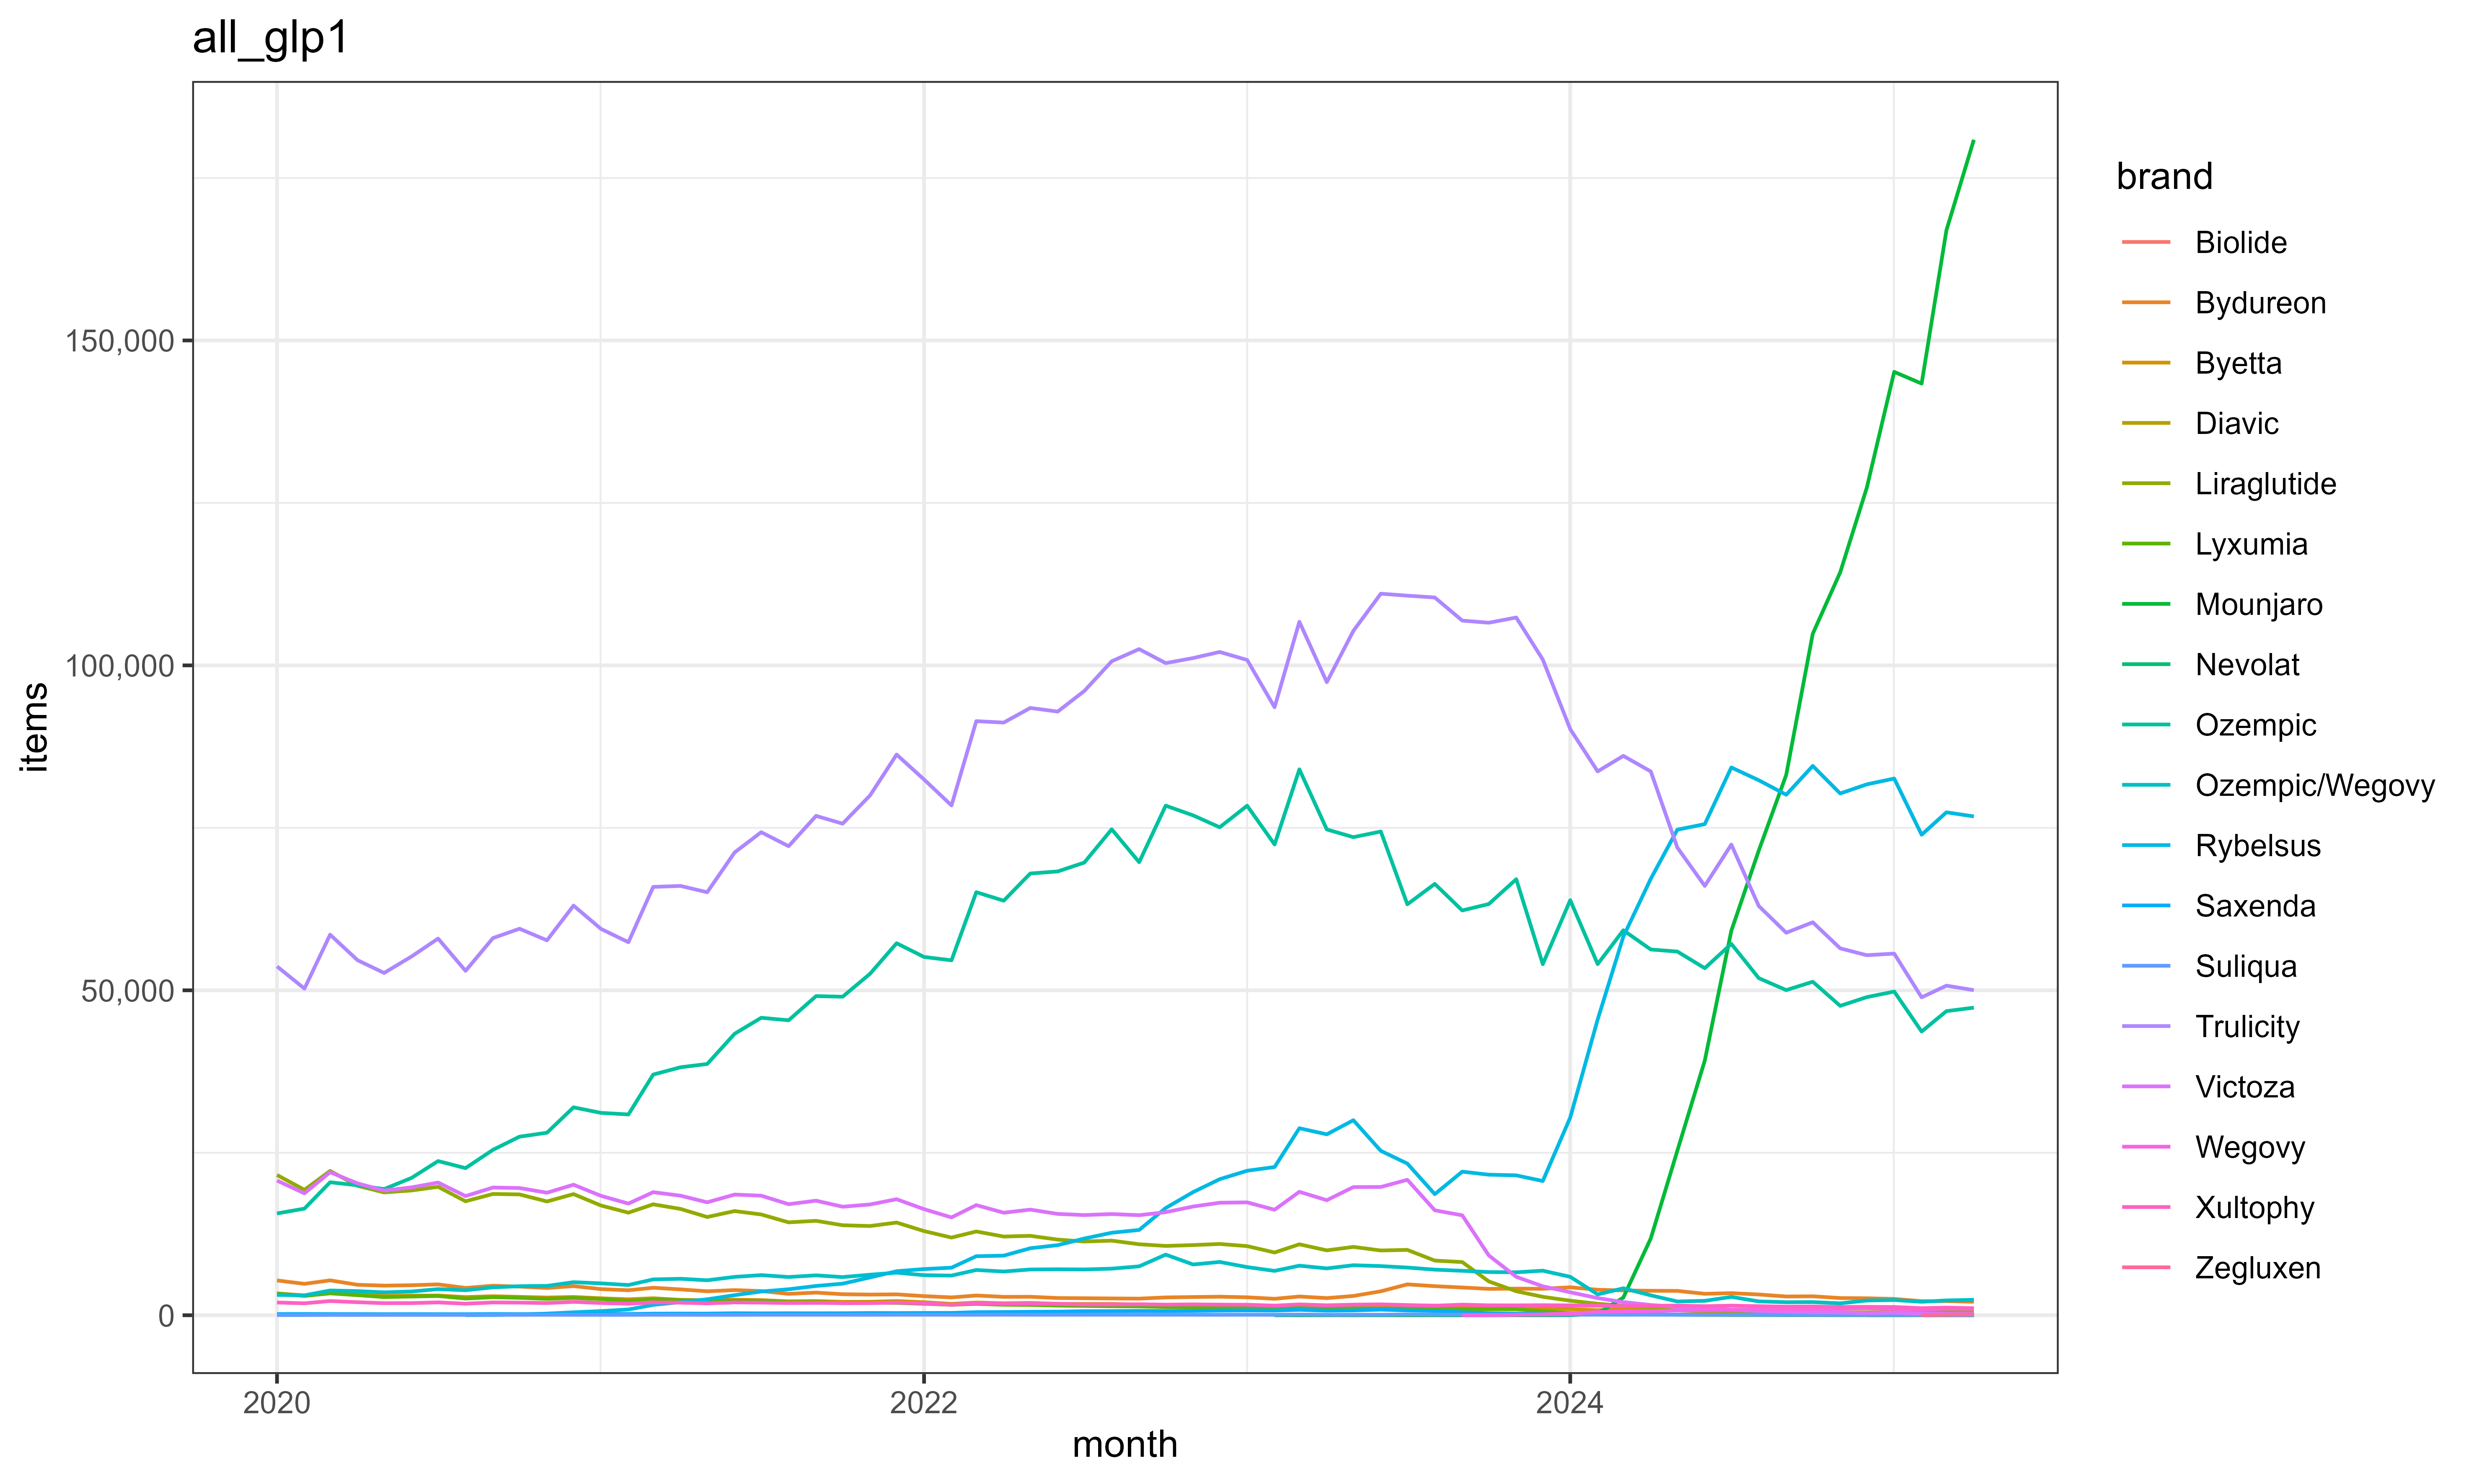 all_glp1
items
150,000
100,000
50,000
0
2020
2022
2024
month
brand
Biolide
Bydureon
Byetta
Diavic
Liraglutide
Lyxumia
Mounjaro
Nevolat
Ozempic
Ozempic/Wegovy
Rybelsus
Saxenda
Suliqua
Trulicity
Victoza
Wegovy
Xultophy
Zegluxen